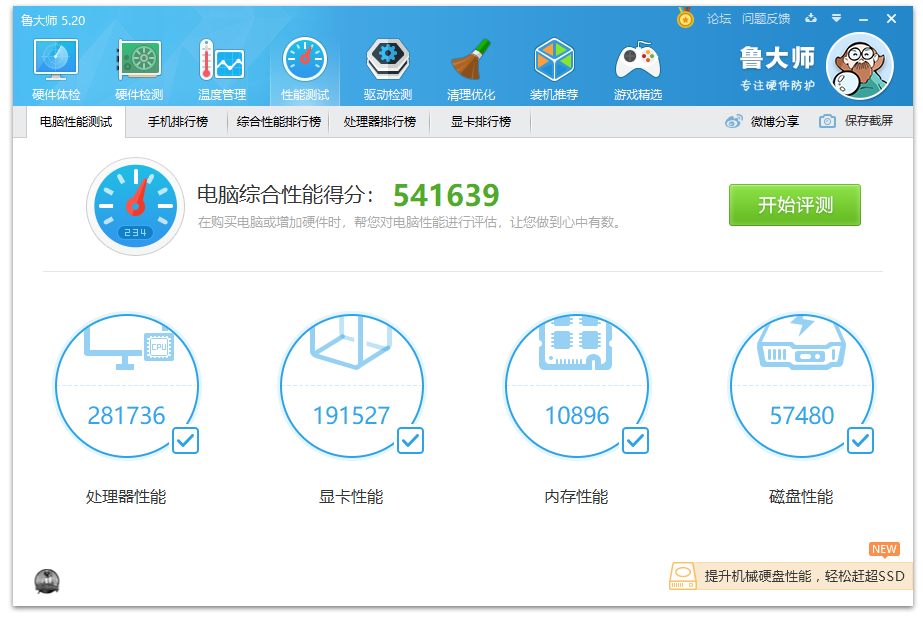 鲁大师 5.20
论坛 问题反馈
硬件体检 硬件检测 温度管理 性能测试 驱动检测 清理优化 装机推荐 游戏精选
鲁大师
专注硬件防护
电脑性能测试 手机排行榜 综合性能排行榜 处理器排行榜 显卡排行榜 微博分享 保存截屏
电脑综合性能得分： 541639
在购买电脑或增加硬件时，帮您对电脑性能进行评估，让您做到心中有数。
234
开始评测
CPU
281736 191527 10896 57480
处理器性能 显卡性能 内存性能 磁盘性能
NEW
提升机械硬盘性能，轻松赶超SSD